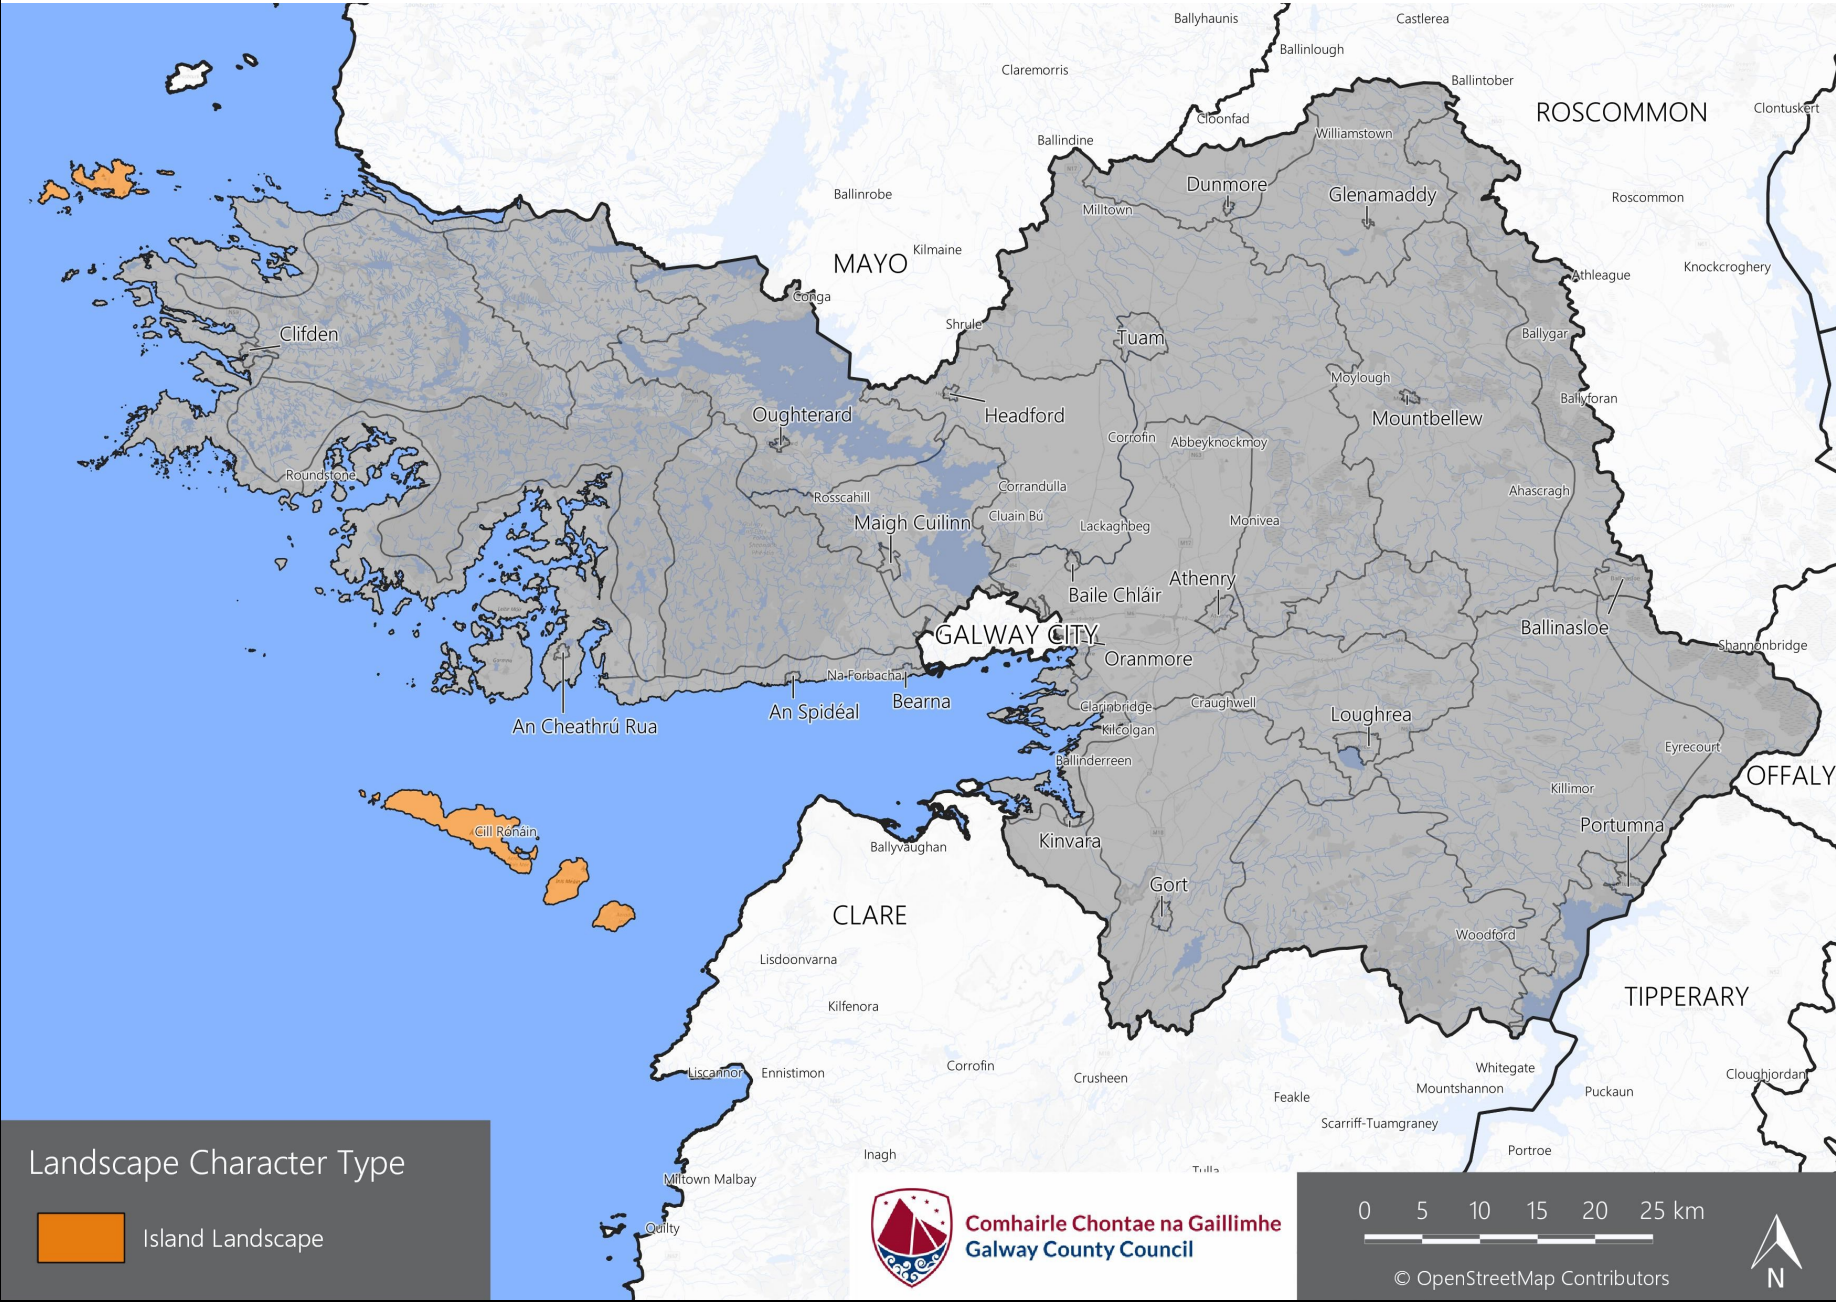 Ballyhaunis
Castlerea
Ballinlough
Claremorris
Ballintober
ROSCOMMON
Clontuskert
Cloonfad
Williamstown
Ballindine
Dunmore
Glenamaddy
Ballinrobe
Roscommon
Milltown
Kilmaine
MAYO
Knockcroghery
Athleague
Conga
Shrule
Clifden
Tuam
Ballygar
Moylough
Ballyforan
Oughterard
Headford
Mountbellew
Corrofin
Abbeyknockmoy
Roundstone
Corrandulla
Ahascragh
Rosscahill
Maigh Cuilinn
Cluain Bú
Lackaghbeg
Monivea
Athenry
Baile Chláir
Ballinasloe
GALWAY CITY
Shannonbridge
Oranmore
Na Forbacha
An Spidéal
Bearna
Clarinbridge
Craughwell
Loughrea
An Cheathrú Rua
Kilcolgan
Eyrecourt
Ballinderreen
OFFALY
Killimor
Cill Rónáin
Portumna
Kinvara
Ballyvaughan
Gort
CLARE
Woodford
Lisdoonvarna
TIPPERARY
Kilfenora
Liscannor
Ennistimon
Corrofin
Crusheen
Whitegate
Cloughjordan
Mountshannon
Puckaun
Feakle
Scarriff-Tuamgraney
Inagh
Portroe
Tulla
Miltown Malbay
Quilty
Landscape Character Type
Island Landscape
Comhairle Chontae na Gaillimhe
Galway County Council
0 5 10 15 20 25 km
© OpenStreetMap Contributors
N